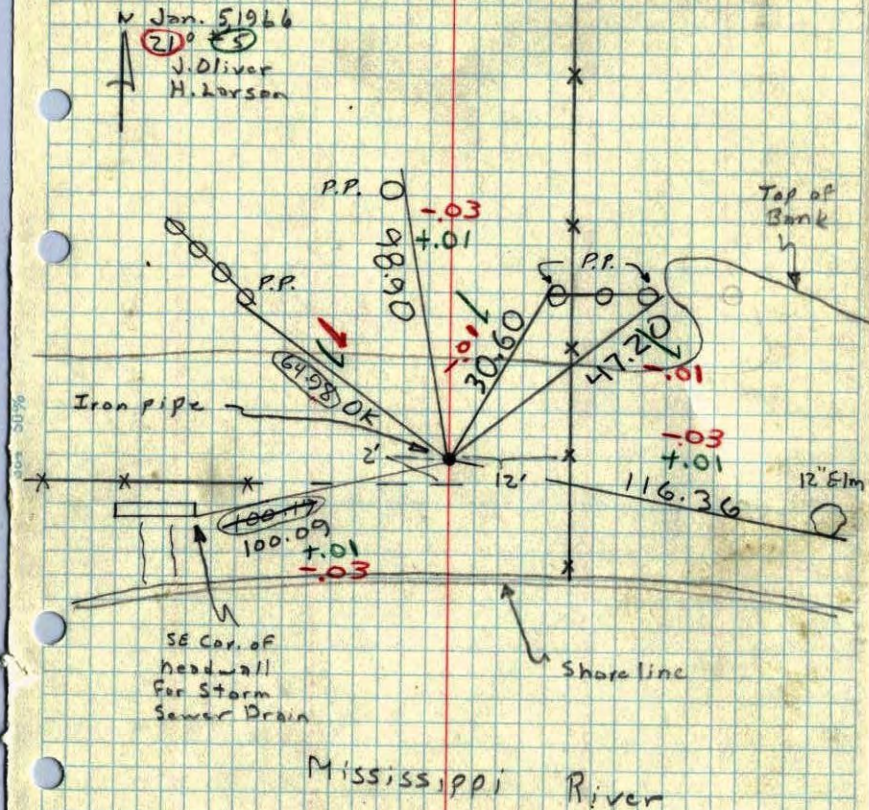 N Jan. 5, 1966
21° +5
J. Oliver
H. Larson
P.P.
-.03
+.01
98.90
Top of
Bank
P.P.
P.P.
-.01
30.60
47.20
-.01
64.98 OK
Iron pipe
2'
12'
-.03
+.01
116.36
12" Elm
100.17
100.09
+.01
-.03
SE Cor. of
headwall
For Storm
Sewer Drain
Shoreline
Mississippi River